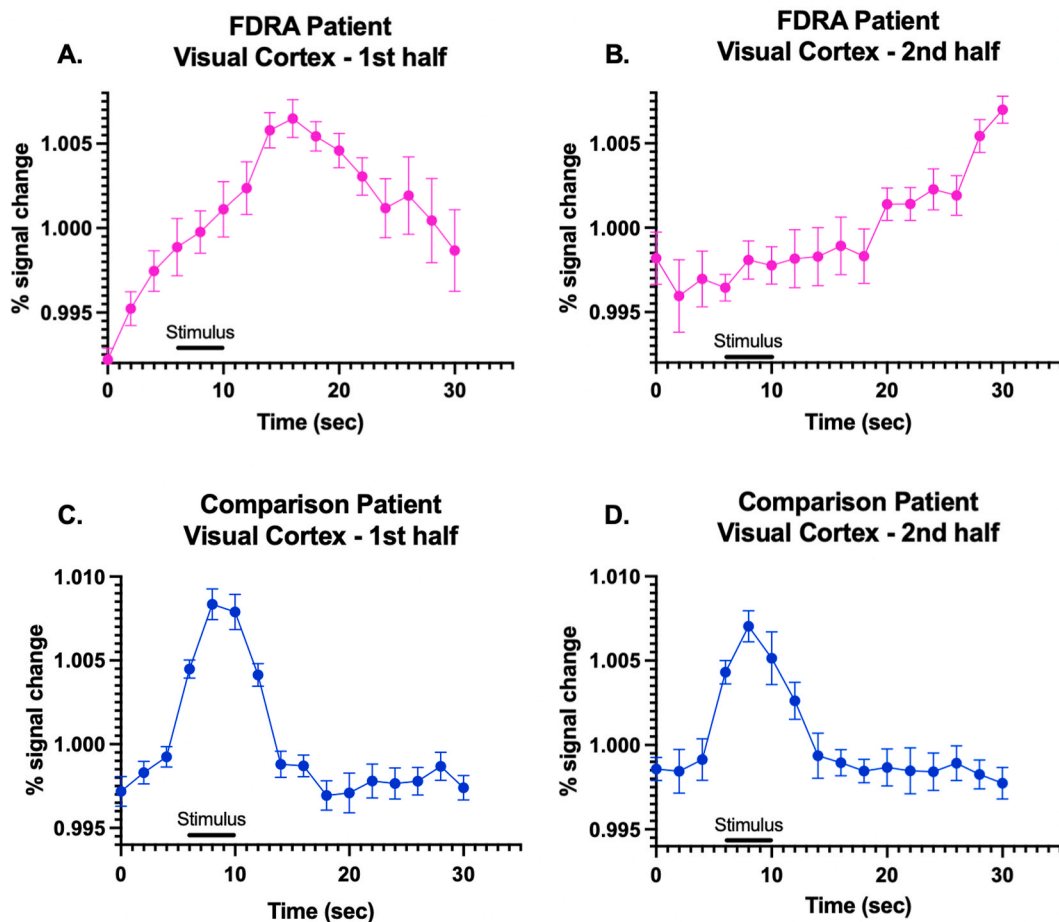 A.
FDRA Patient
Visual Cortex - 1st half
% signal change
1.005
1.000
0.995
Stimulus
0 10 20 30
Time (sec)
B.
FDRA Patient
Visual Cortex - 2nd half
% signal change
1.005
1.000
0.995
Stimulus
0 10 20 30
Time (sec)
C.
Comparison Patient
Visual Cortex - 1st half
% signal change
1.010
1.005
1.000
0.995
Stimulus
0 10 20 30
Time (sec)
D.
Comparison Patient
Visual Cortex - 2nd half
% signal change
1.010
1.005
1.000
0.995
Stimulus
0 10 20 30
Time (sec)